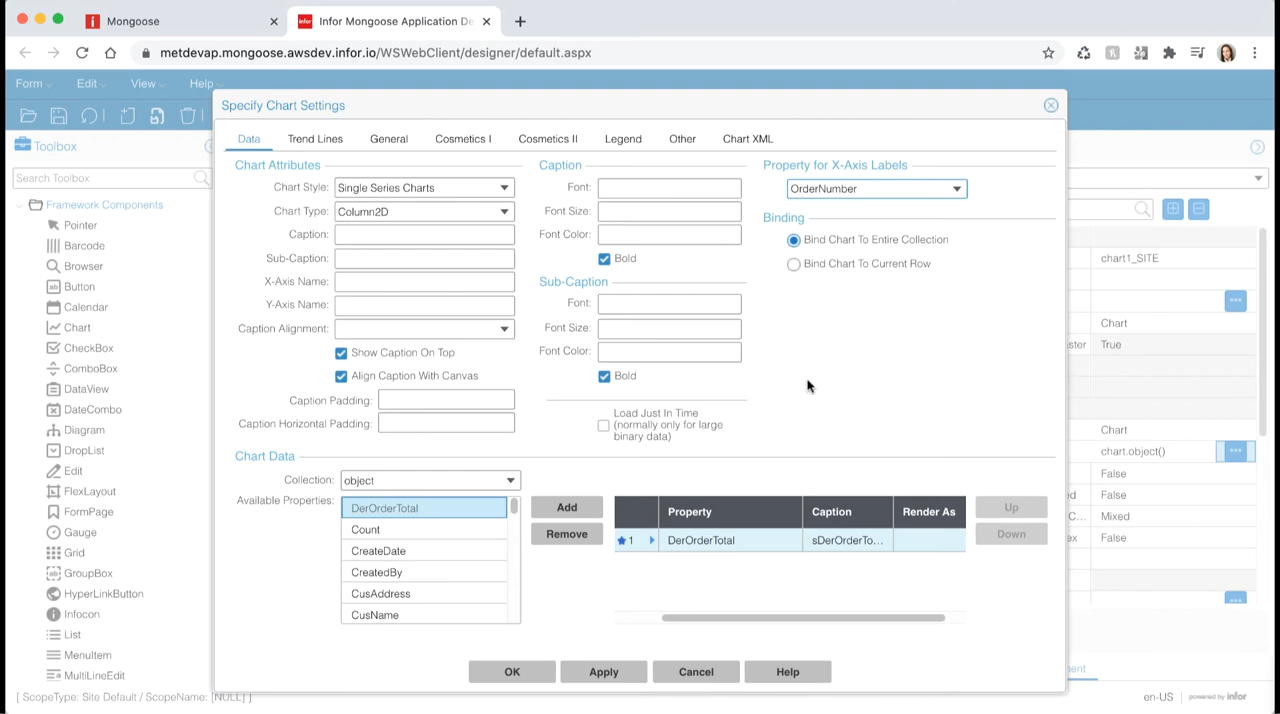 Mongoose
Infor Mongoose Application De
metdevap.mongoose.awsdev.infor.io/WSWebClient/designer/default.aspx
Form Edit View Help
Toolbox
Search Toolbox
Framework Components
Pointer
Barcode
Browser
Button
Calendar
Chart
CheckBox
ComboBox
DataView
DateCombo
Diagram
DropList
Edit
FlexLayout
FormPage
Gauge
Grid
GroupBox
HyperLinkButton
Infocon
List
MenuItem
MultiLineEdit
Specify Chart Settings
Data Trend Lines General Cosmetics I Cosmetics II Legend Other Chart XML
Chart Attributes
Chart Style: Single Series Charts
Chart Type: Column2D
Caption:
Sub-Caption:
X-Axis Name:
Y-Axis Name:
Caption Alignment:
Show Caption On Top
Align Caption With Canvas
Caption Padding:
Caption Horizontal Padding:
Caption
Font:
Font Size:
Font Color:
Bold
Sub-Caption
Font:
Font Size:
Font Color:
Bold
Load Just In Time
(normally only for large
binary data)
Property for X-Axis Labels
OrderNumber
Binding
Bind Chart To Entire Collection
Bind Chart To Current Row
Chart Data
Collection: object
Available Properties:
DerOrderTotal
Count
CreateDate
CreatedBy
CusAddress
CusName
Add
Remove
Property Caption Render As
1 DerOrderTotal sDerOrderTo...
Up
Down
OK Apply Cancel Help
chart1_SITE
Chart
ster True
Chart
chart.object()
False
ed False
C... Mixed
ex False
ent
[ ScopeType: Site Default / ScopeName: [NULL] ]
en-US powered by infor